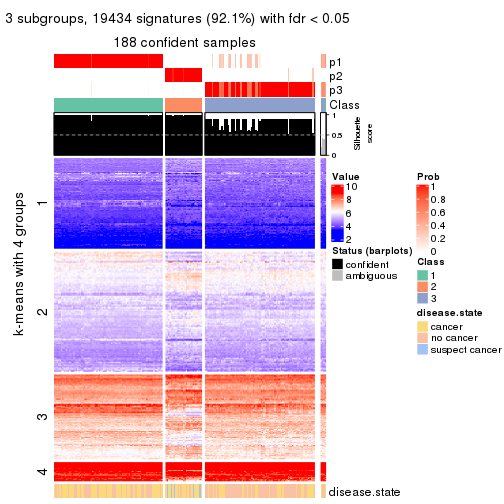 3 subgroups, 19434 signatures (92.1%) with fdr < 0.05
188 confident samples
p1
p2
p3
Class
1
0.5
0
Silhouette
score
k-means with 4 groups
1
2
3
4
disease.state
Value
10
8
6
4
2
Status (barplots)
confident
ambiguous
Prob
1
0.8
0.6
0.4
0.2
0
Class
1
2
3
disease.state
cancer
no cancer
suspect cancer